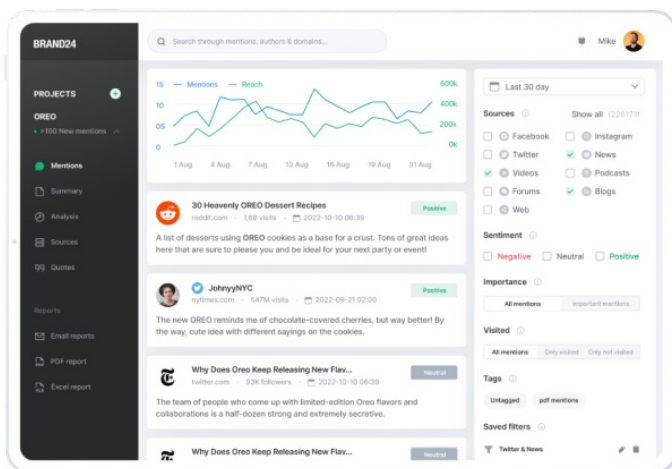 BRAND24
Search through mentions, authors & domains...
Mike
PROJECTS
OREO
>100 New mentions
Mentions
Summary
Analysis
Sources
Quotes
Reports
Email reports
PDF report
Excel report
15
Mentions
Reach
600k
10
400k
05
200k
0
0k
1 Aug
4 Aug
7 Aug
13 Aug
16 Aug
19 Aug
31 Aug
30 Heavenly OREO Dessert Recipes
Positive
reddit.com · 1,6B visits · 2022-10-10 06:39
A list of desserts using OREO cookies as a base for a crust. Tons of great ideas
here that are sure to please you and be ideal for your next party or event!
JohnyyNYC
Positive
nytimes.com · 547M visits · 2022-09-21 02:00
The new OREO reminds me of chocolate-covered cherries, but way better! By
the way, cute idea with different sayings on the cookies.
Why Does Oreo Keep Releasing New Flav...
Neutral
twitter.com · 93K followers · 2022-10-10 06:39
The team of people who come up with limited-edition Oreo flavors and
collaborations is a half-dozen strong and extremely secretive.
Why Does Oreo Keep Releasing New Flav...
Neutral
Last 30 day
Sources
Show all (226171)
Facebook
Instagram
Twitter
News
Videos
Podcasts
Forums
Blogs
Web
Sentiment
Negative
Neutral
Positive
Importance
All mentions
Important mentions
Visited
All mentions
Only visited
Only not visited
Tags
Untagged
pdf mentions
Saved filters
Twitter & News